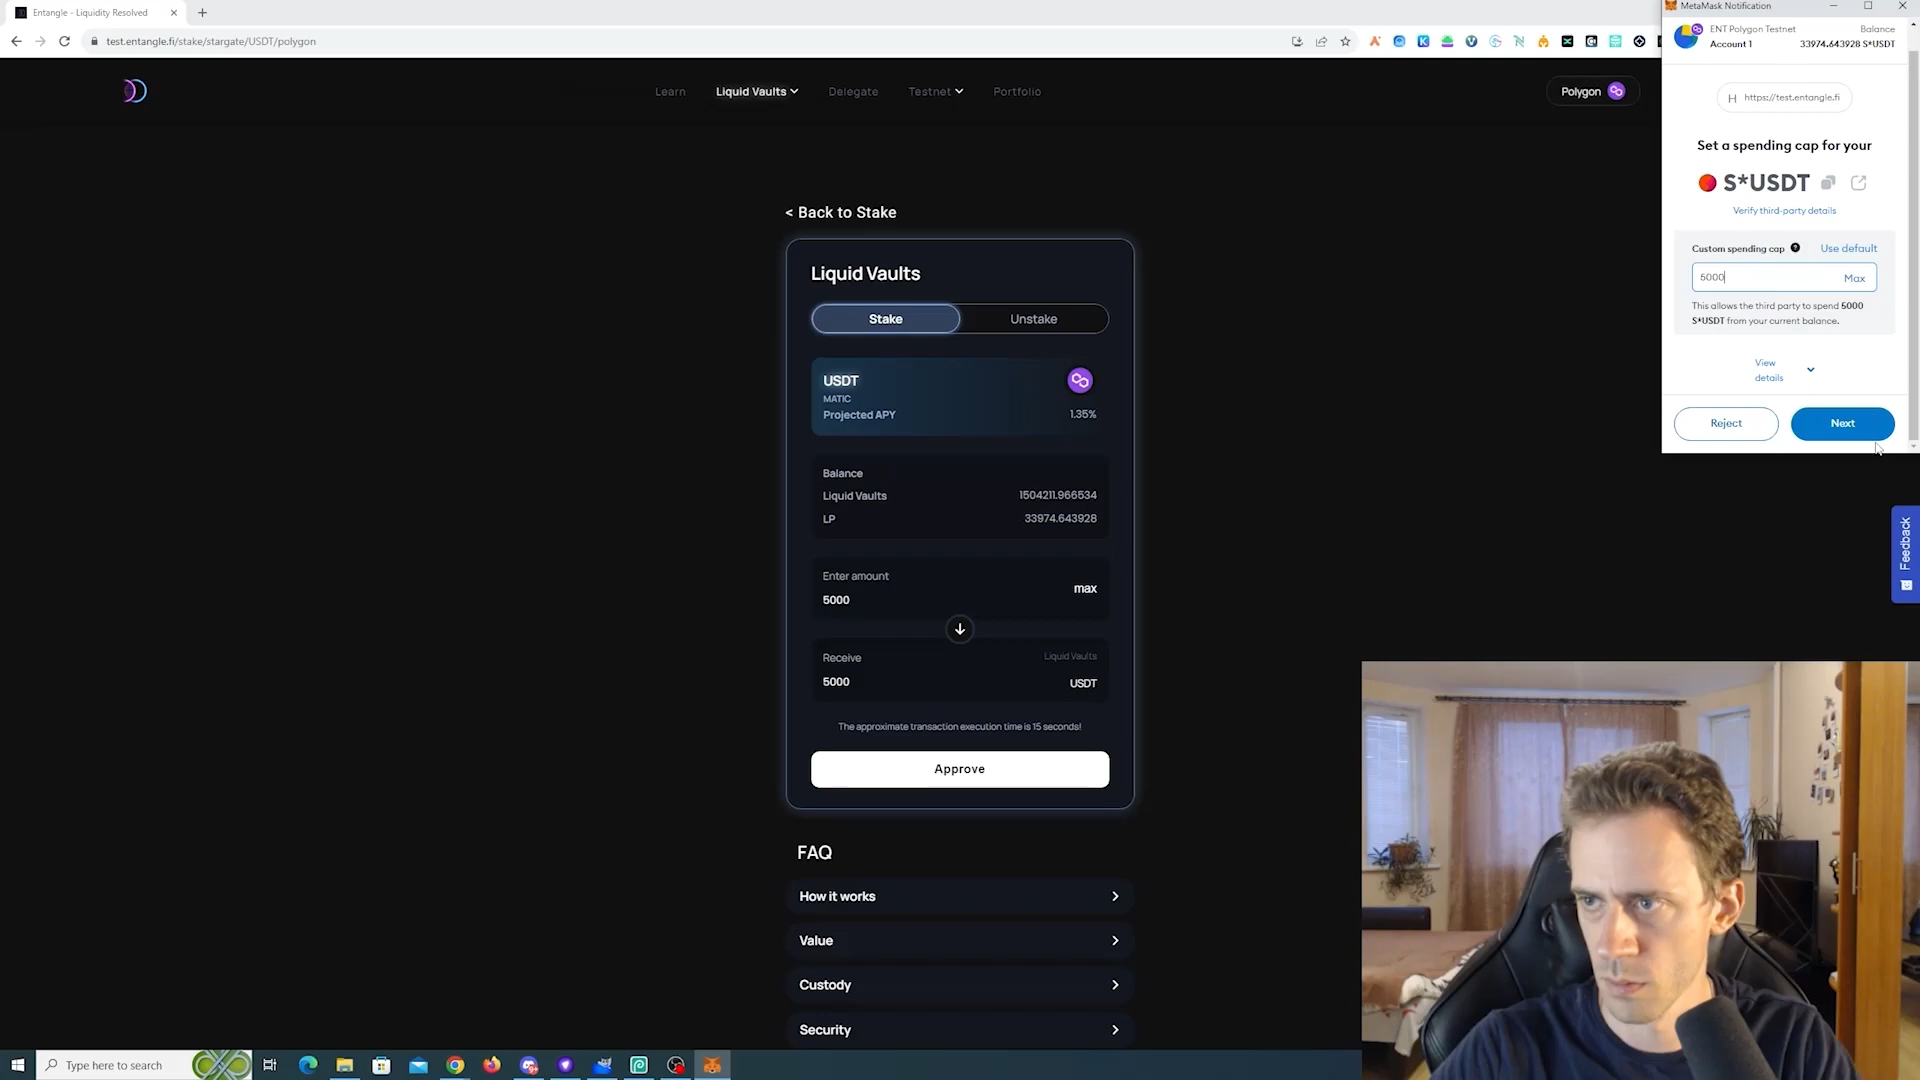 Entangle - Liquidity Resolved
test.entangle.fi/stake/stargate/USDT/polygon
Learn
Liquid Vaults
Delegate
Testnet
Portfolio
Polygon
< Back to Stake
Liquid Vaults
Stake
Unstake
USDT
MATIC
Projected APY
1.35%
Balance
Liquid Vaults
1504211.966534
LP
33974.643928
Enter amount
5000
max
Receive
Liquid Vaults
5000
USDT
The approximate transaction execution time is 15 seconds!
Approve
FAQ
How it works
Value
Custody
Security
MetaMask Notification
ENT Polygon Testnet
Balance
Account 1
33974.643928 S*USDT
H https://test.entangle.fi
Set a spending cap for your
S*USDT
Verify third-party details
Custom spending cap
Use default
5000
Max
This allows the third party to spend 5000
S*USDT from your current balance.
View
details
Reject
Next
Feedback
Type here to search